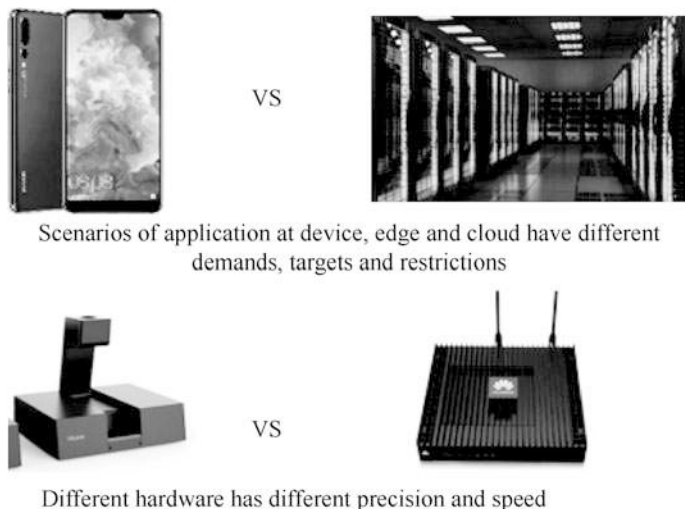 VS
Scenarios of application at device, edge and cloud have different
demands, targets and restrictions
VS
Different hardware has different precision and speed